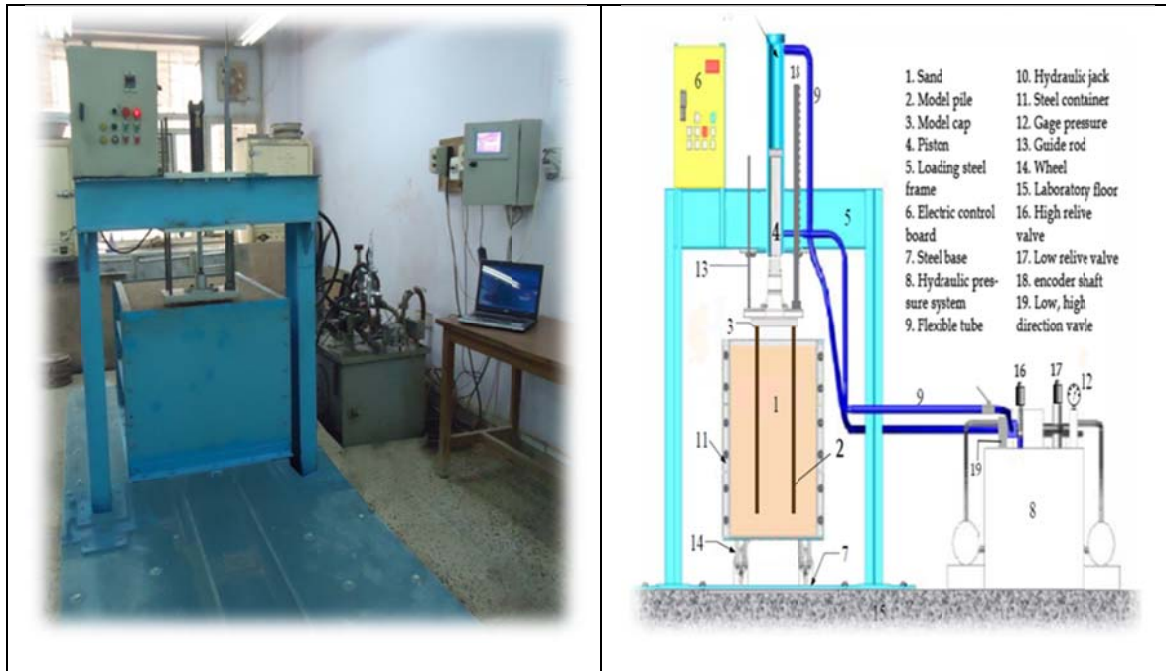 6
18
9
1. Sand
2. Model pile
3. Model cap
4. Piston
5. Loading steel
frame
6. Electric control
board
7. Steel base
8. Hydraulic pres-
sure system
9. Flexible tube
10. Hydraulic jack
11. Steel container
12. Gage pressure
13. Guide rod
14. Wheel
15. Laboratory floor
16. High relive
valve
17. Low relive valve
18. encoder shaft
19. Low, high
direction vavle
4
5
13
3
16
17
12
9
1
11
2
19
8
14
7
15